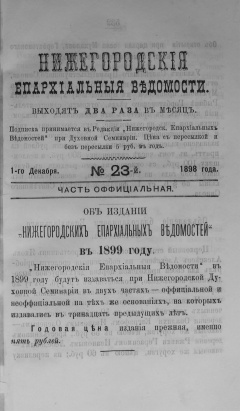 НИЖЕГОРОДСКІЯ
ЕПАРХІАЛЬНЫЯ ВѢДОМОСТИ.
ВЫХОДЯТЪ ДВА РАЗА ВЪ МѢСЯЦЪ.
Подписка принимается въ Редакціи „Нижегородск. Епархіальныхъ
Вѣдомостей" при Духовной Семинаріи. Цѣна съ пересылкой и
безъ пересылки 5 руб. въ годъ.
1-го Декабря. № 23-й. 1898 года.
ЧАСТЬ ОФФИЦІАЛЬНАЯ.
ОБЪ ИЗДАНІИ
„НИЖЕГОРОДСКИХЪ ЕПАРХІАЛЬНЫХЪ ВѢДОМОСТЕЙ"
въ 1899 году.
„Нижегородскія Епархіальныя Вѣдомости" въ
1899 году будутъ издаваться при Нижегородской Ду-
ховной Семинаріи въ двухъ частяхъ—оффиціальной и
неоффиціальной на тѣхъ же основаніяхъ, на которыхъ
издавались въ тринадцать предыдущихъ лѣтъ.
Годовая цѣна изданія прежняя, именно
пять рублей.